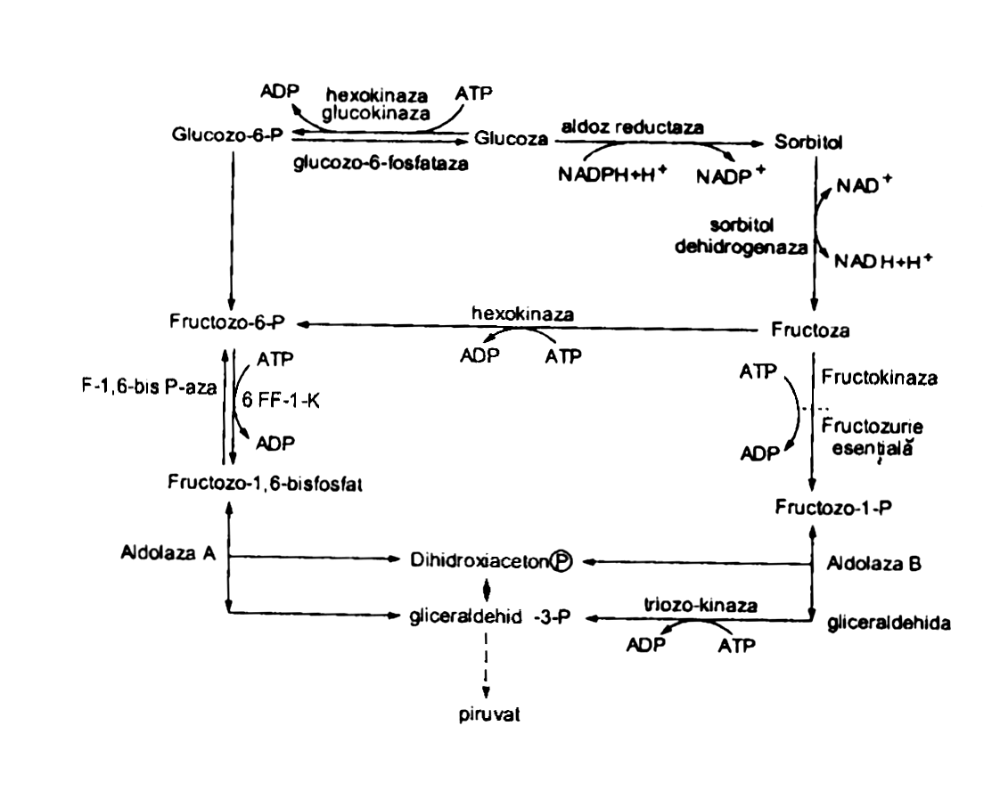 ADP hexokinaza ATP
glucokinaza
Glucozo-6-P Glucoza aldoz reductaza Sorbitol
glucozo-6-fosfataza NADPH+H⁺ NADP⁺
NAD⁺
sorbitol
dehidrogenaza
NADH+H⁺
Fructozo-6-P hexokinaza Fructoza
ADP ATP
ATP
F-1,6-bis P-aza
6 FF-1-K
ADP
ATP
Fructokinaza
Fructozurie
esențială
ADP
Fructozo-1,6-bisfosfat
Fructozo-1-P
Aldolaza A Dihidroxiaceton P Aldolaza B
gliceraldehid -3-P triozo-kinaza gliceraldehida
ADP ATP
piruvat